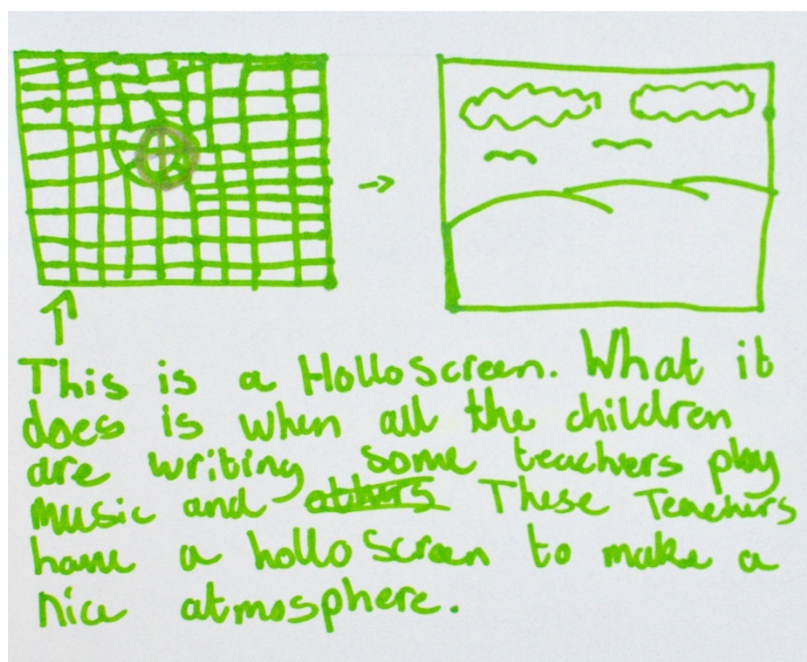 This is a HolloScreen. What it
does is when all the children
are writing some teachers play
music and others These Teachers
have a holloScreen to make a
nice atmosphere.